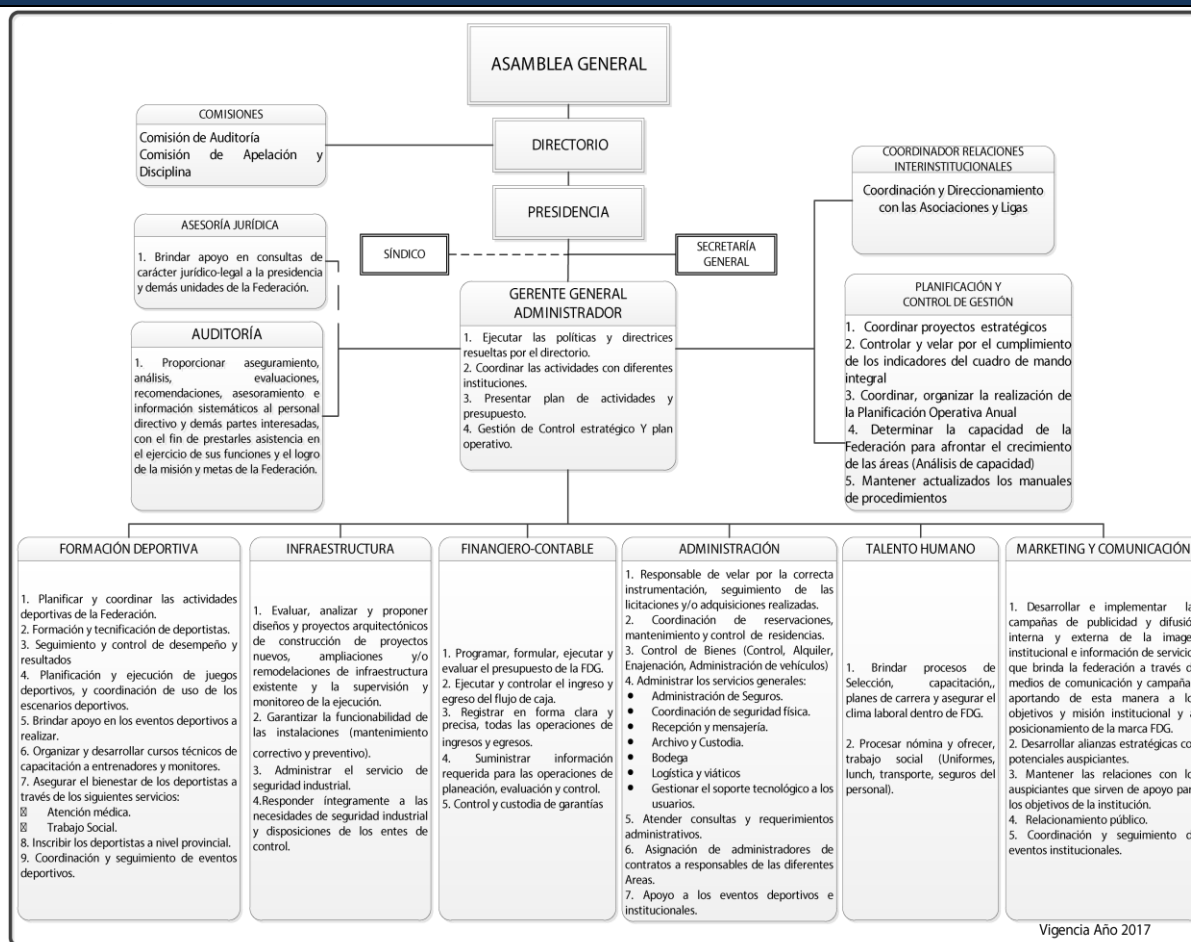 ASAMBLEA GENERAL
COMISIONES
Comisión de Auditoría
Comisión de Apelación y
Disciplina
DIRECTORIO
COORDINADOR RELACIONES
INTERINSTITUCIONALES
Coordinación y Direccionamiento
con las Asociaciones y Ligas
PRESIDENCIA
ASESORÍA JURÍDICA
1. Brindar apoyo en consultas de
carácter jurídico-legal a la presidencia
y demás unidades de la Federación.
SÍNDICO
SECRETARÍA
GENERAL
GERENTE GENERAL
ADMINISTRADOR
1. Ejecutar las políticas y directrices
resueltas por el directorio.
2. Coordinar las actividades con diferentes
instituciones.
3. Presentar plan de actividades y
presupuesto.
4. Gestión de Control estratégico Y plan
operativo.
AUDITORÍA
1. Proporcionar aseguramiento,
análisis, evaluaciones,
recomendaciones, asesoramiento e
información sistemáticos al personal
directivo y demás partes interesadas,
con el fin de prestarles asistencia en
el ejercicio de sus funciones y el logro
de la misión y metas de la Federación.
PLANIFICACIÓN Y
CONTROL DE GESTIÓN
1. Coordinar proyectos estratégicos
2. Controlar y velar por el cumplimiento
de los indicadores del cuadro de mando
integral
3. Coordinar, organizar la realización de
la Planificación Operativa Anual
4. Determinar la capacidad de la
Federación para afrontar el crecimiento
de las áreas (Análisis de capacidad)
5. Mantener actualizados los manuales
de procedimientos
FORMACIÓN DEPORTIVA
1. Planificar y coordinar las actividades
deportivas de la Federación.
2. Formación y tecnificación de deportistas.
3. Seguimiento y control de desempeño y
resultados
4. Planificación y ejecución de juegos
deportivos, y coordinación de uso de los
escenarios deportivos.
5. Brindar apoyo en los eventos deportivos a
realizar.
6. Organizar y desarrollar cursos técnicos de
capacitación a entrenadores y monitores.
7. Asegurar el bienestar de los deportistas a
través de los siguientes servicios:
Atención médica.
Trabajo Social.
8. Inscribir los deportistas a nivel provincial.
9. Coordinación y seguimiento de eventos
deportivos.
INFRAESTRUCTURA
1. Evaluar, analizar y proponer
diseños y proyectos arquitectónicos
de construcción de proyectos
nuevos, ampliaciones y/o
remodelaciones de infraestructura
existente y la supervisión y
monitoreo de la ejecución.
2. Garantizar la funcionabilidad de
las instalaciones (mantenimiento
correctivo y preventivo).
3. Administrar el servicio de
seguridad industrial.
4.Responder íntegramente a las
necesidades de seguridad industrial
y disposiciones de los entes de
control.
FINANCIERO-CONTABLE
1. Programar, formular, ejecutar y
evaluar el presupuesto de la FDG.
2. Ejecutar y controlar el ingreso y
egreso del flujo de caja.
3. Registrar en forma clara y
precisa, todas las operaciones de
ingresos y egresos.
4. Suministrar información
requerida para las operaciones de
planeación, evaluación y control.
5. Control y custodia de garantías
ADMINISTRACIÓN
1. Responsable de velar por la correcta
instrumentación, seguimiento de las
licitaciones y/o adquisiciones realizadas.
2. Coordinación de reservaciones,
mantenimiento y control de residencias.
3. Control de Bienes (Control, Alquiler,
Enajenación, Administración de vehículos)
4. Administrar los servicios generales:
• Administración de Seguros.
• Coordinación de seguridad física.
• Recepción y mensajería.
• Archivo y Custodia.
• Bodega
• Logística y viáticos
• Gestionar el soporte tecnológico a los
usuarios.
5. Atender consultas y requerimientos
administrativos.
6. Asignación de administradores de
contratos a responsables de las diferentes
Areas.
7. Apoyo a los eventos deportivos e
institucionales.
TALENTO HUMANO
1. Brindar procesos de
Selección, capacitación,,
planes de carrera y asegurar el
clima laboral dentro de FDG.
2. Procesar nómina y ofrecer,
trabajo social (Uniformes,
lunch, transporte, seguros del
personal).
MARKETING Y COMUNICACIÓN
1. Desarrollar e implementar
campañas de publicidad y
interna y externa de la
institucional e información de
que brinda la federación a través
medios de comunicación y
aportando de esta manera a
objetivos y misión institucional y
posicionamiento de la marca FDG.
2. Desarrollar alianzas estratégicas
potenciales auspiciantes.
3. Mantener las relaciones con
auspiciantes que sirven de apoyo
los objetivos de la institución.
4. Relacionamiento público.
5. Coordinación y seguimiento
eventos institucionales.
Vigencia Año 2017